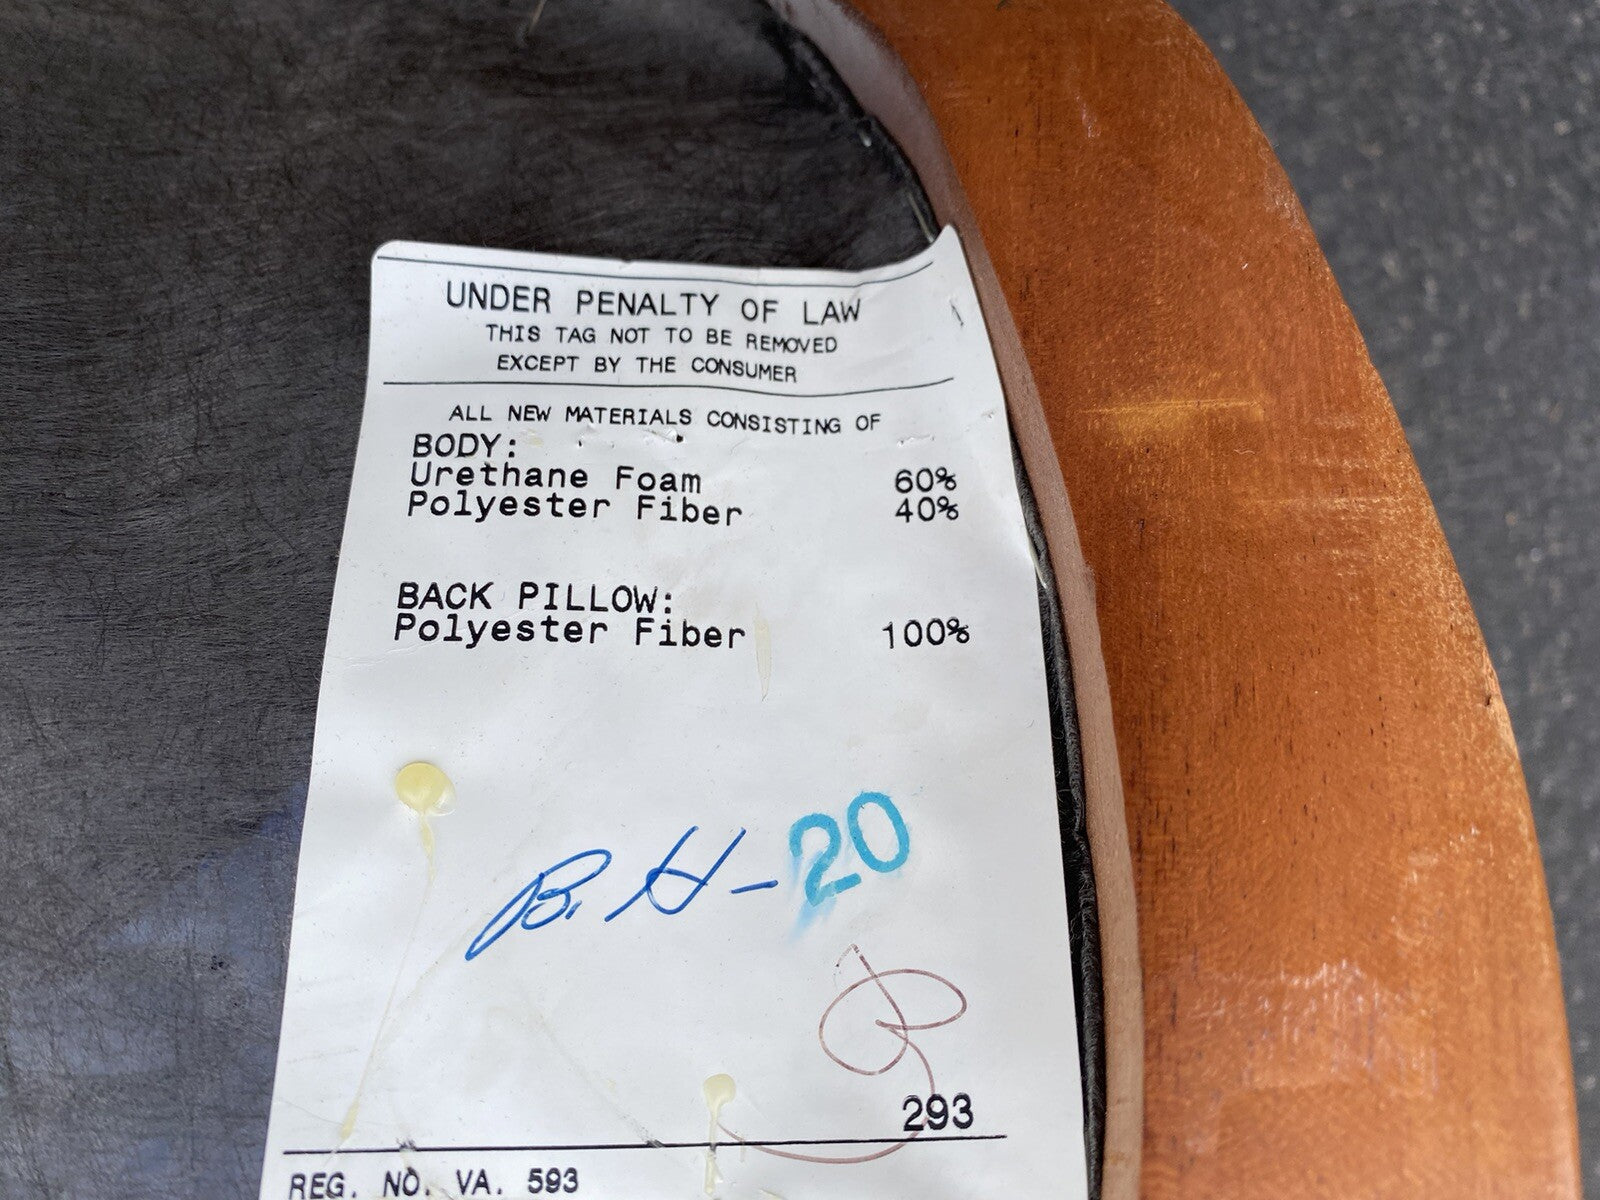 UNDER PENALTY OF LAW
THIS TAG NOT TO BE REMOVED
EXCEPT BY THE CONSUMER
ALL NEW MATERIALS CONSISTING OF
BODY:
Urethane Foam 60%
Polyester Fiber 40%
BACK PILLOW:
Polyester Fiber 100%
B. H-20
293
REG. NO. VA. 593